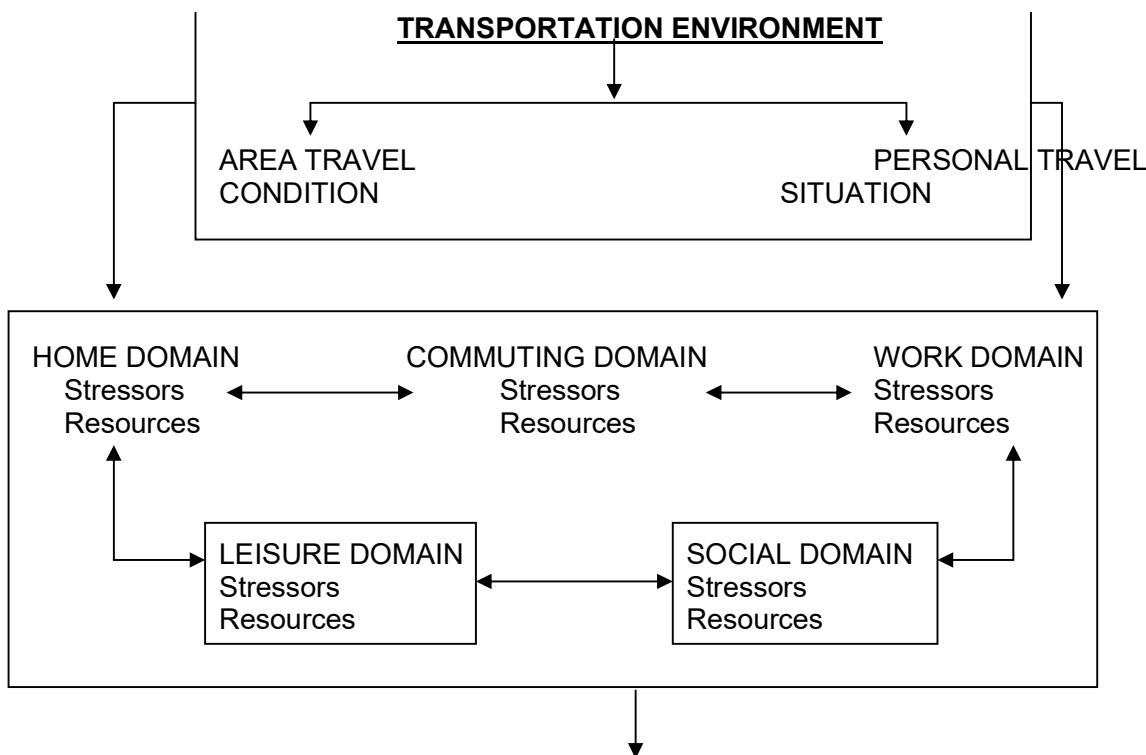 TRANSPORTATION ENVIRONMENT
AREA TRAVEL
CONDITION
PERSONAL TRAVEL
SITUATION
HOME DOMAIN
Stressors
Resources
COMMUTING DOMAIN
Stressors
Resources
WORK DOMAIN
Stressors
Resources
LEISURE DOMAIN
Stressors
Resources
SOCIAL DOMAIN
Stressors
Resources